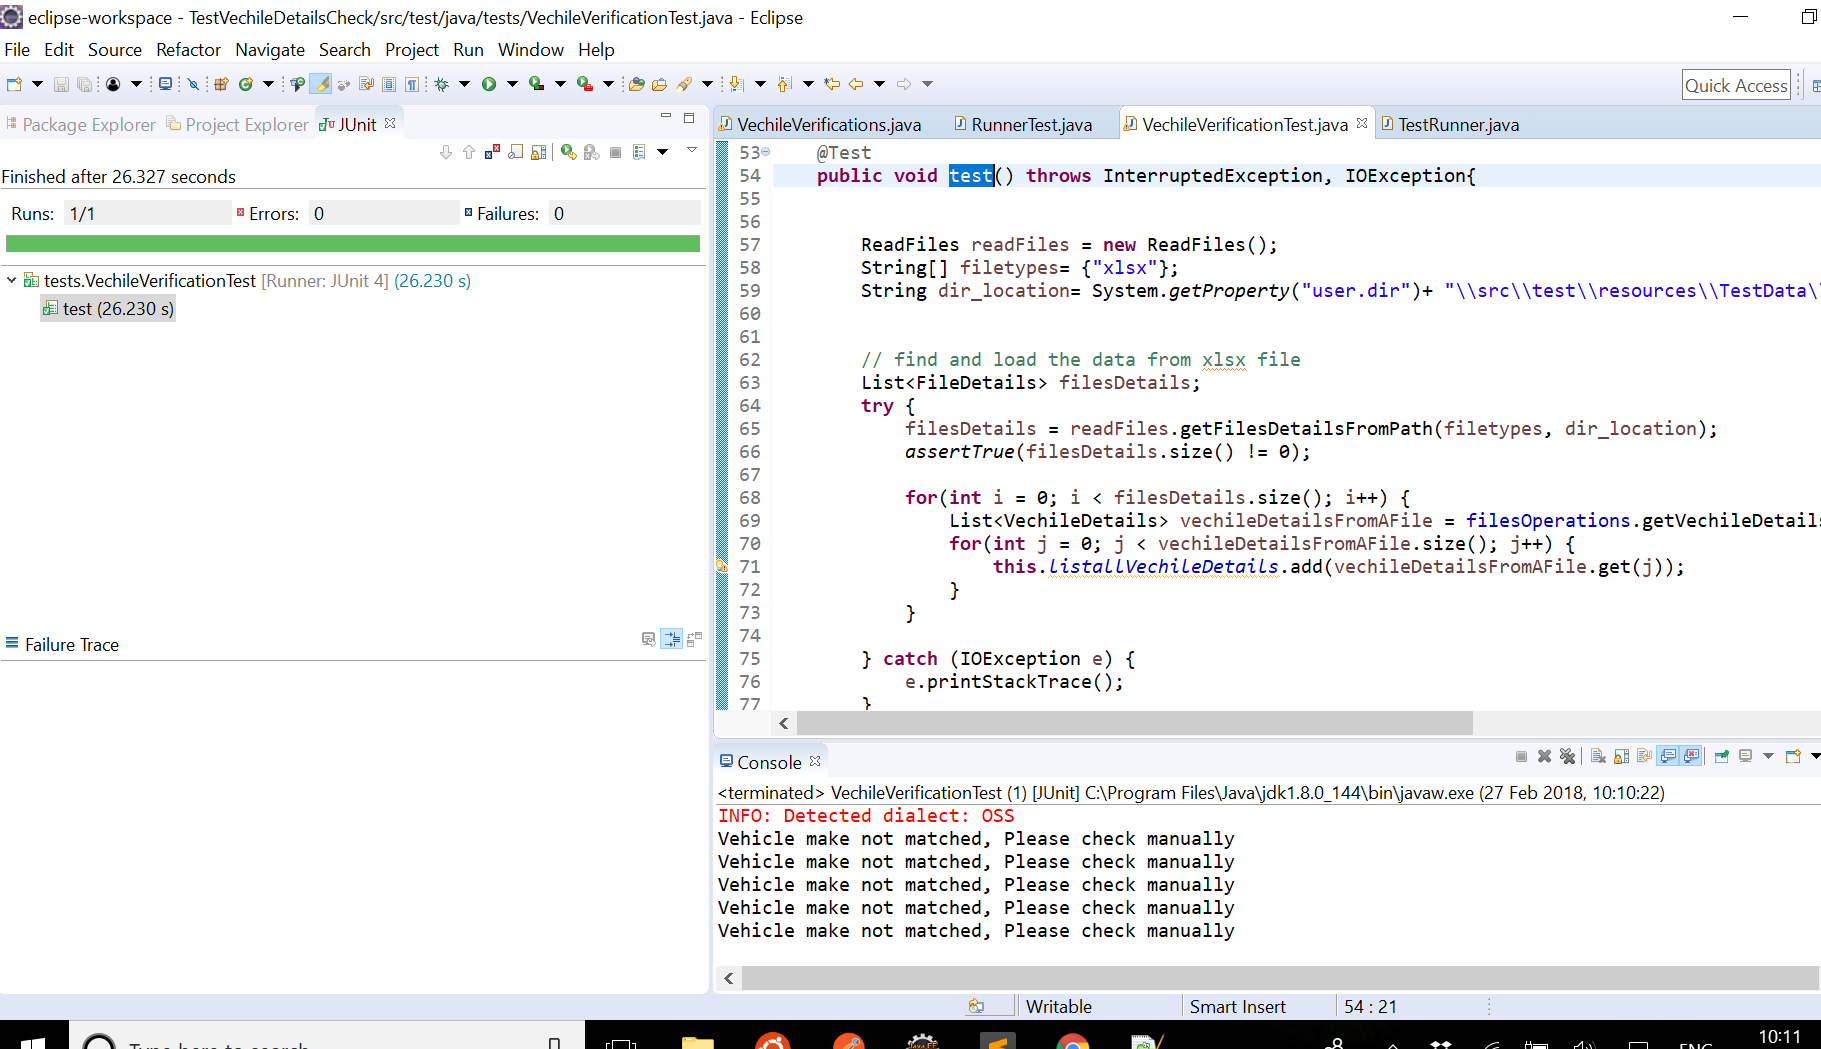 eclipse-workspace - TestVechileDetailsCheck/src/test/java/tests/VechileVerificationTest.java - Eclipse
File Edit Source Refactor Navigate Search Project Run Window Help
Quick Access
Package Explorer Project Explorer JUnit
Finished after 26.327 seconds
Runs: 1/1 Errors: 0 Failures: 0
tests.VechileVerificationTest [Runner: JUnit 4] (26.230 s)
test (26.230 s)
Failure Trace
VechileVerifications.java RunnerTest.java VechileVerificationTest.java TestRunner.java
53 @Test
54 public void test() throws InterruptedException, IOException{
55
56
57 ReadFiles readFiles = new ReadFiles();
58 String[] filetypes= {"xlsx"};
59 String dir_location= System.getProperty("user.dir")+ "\\src\\test\\resources\\TestData\
60
61
62 // find and load the data from xlsx file
63 List<FileDetails> filesDetails;
64 try {
65 filesDetails = readFiles.getFilesDetailsFromPath(filetypes, dir_location);
66 assertTrue(filesDetails.size() != 0);
67
68 for(int i = 0; i < filesDetails.size(); i++) {
69 List<VechileDetails> vechileDetailsFromAFile = filesOperations.getVechileDetails
70 for(int j = 0; j < vechileDetailsFromAFile.size(); j++) {
71 this.listallVechileDetails.add(vechileDetailsFromAFile.get(j));
72 }
73 }
74
75 } catch (IOException e) {
76 e.printStackTrace();
77 }
Console
<terminated> VechileVerificationTest (1) [JUnit] C:\Program Files\Java\jdk1.8.0_144\bin\javaw.exe (27 Feb 2018, 10:10:22)
INFO: Detected dialect: OSS
Vehicle make not matched, Please check manually
Vehicle make not matched, Please check manually
Vehicle make not matched, Please check manually
Vehicle make not matched, Please check manually
Vehicle make not matched, Please check manually
Writable Smart Insert 54 : 21
Type here to search
ENG 10:11